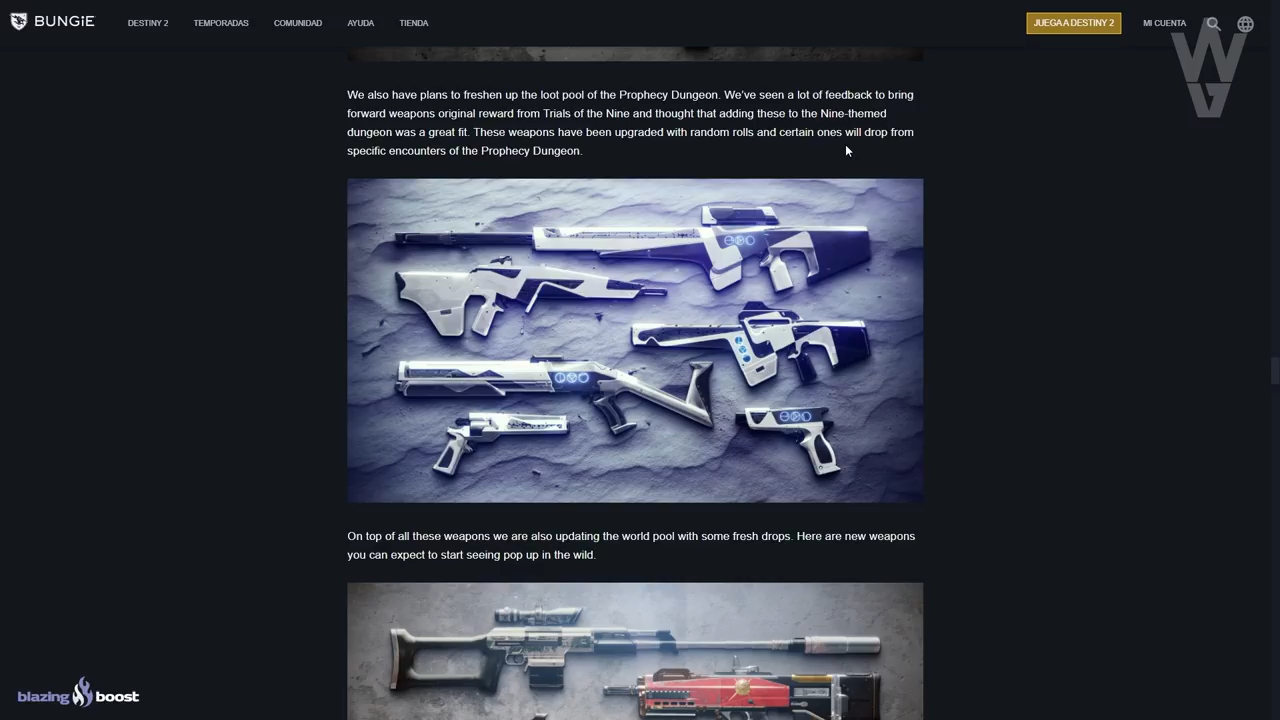 BUNGiE
DESTINY 2
TEMPORADAS
COMUNIDAD
AYUDA
TIENDA
JUEGA A DESTINY 2
MI CUENTA
WG
We also have plans to freshen up the loot pool of the Prophecy Dungeon. We've seen a lot of feedback to bring
forward weapons original reward from Trials of the Nine and thought that adding these to the Nine-themed
dungeon was a great fit. These weapons have been upgraded with random rolls and certain ones will drop from
specific encounters of the Prophecy Dungeon.
On top of all these weapons we are also updating the world pool with some fresh drops. Here are new weapons
you can expect to start seeing pop up in the wild.
blazing boost